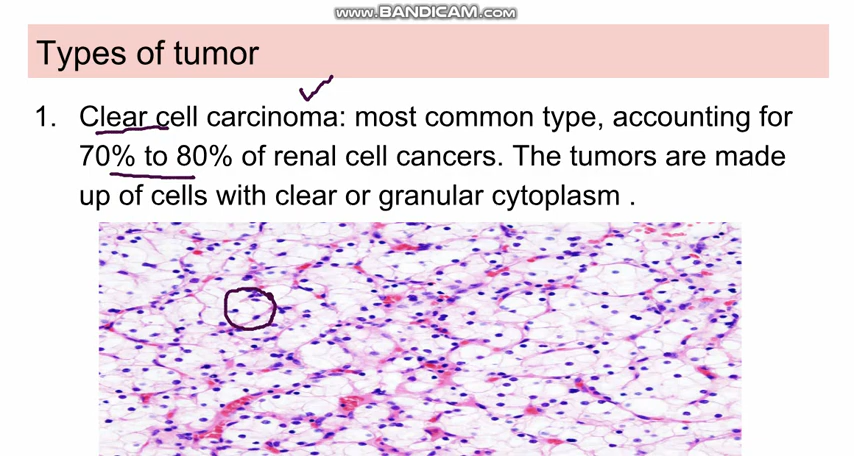 WWW.BANDICAM.COM
Types of tumor
1. Clear cell carcinoma: most common type, accounting for
70% to 80% of renal cell cancers. The tumors are made
up of cells with clear or granular cytoplasm .